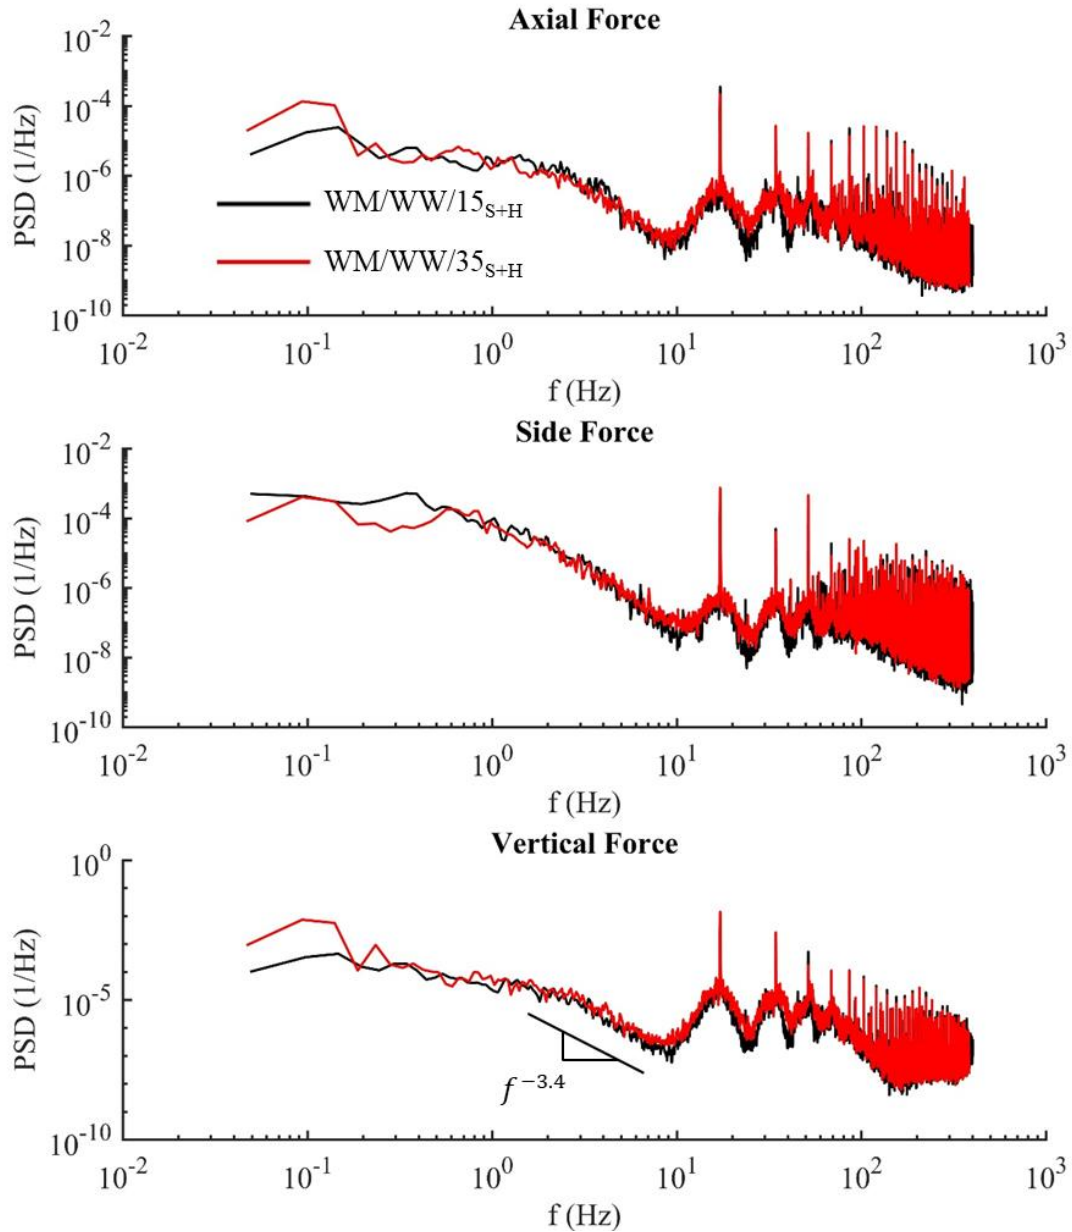 Axial Force
10^-2
10^-4
10^-6
10^-8
10^-10
PSD (1/Hz)
WM/WW/15_S+H
WM/WW/35_S+H
10^-2 10^-1 10^0 10^1 10^2 10^3
f (Hz)
Side Force
10^-2
10^-4
10^-6
10^-8
10^-10
PSD (1/Hz)
10^-2 10^-1 10^0 10^1 10^2 10^3
f (Hz)
Vertical Force
10^0
10^-5
10^-10
PSD (1/Hz)
f^-3.4
10^-2 10^-1 10^0 10^1 10^2 10^3
f (Hz)